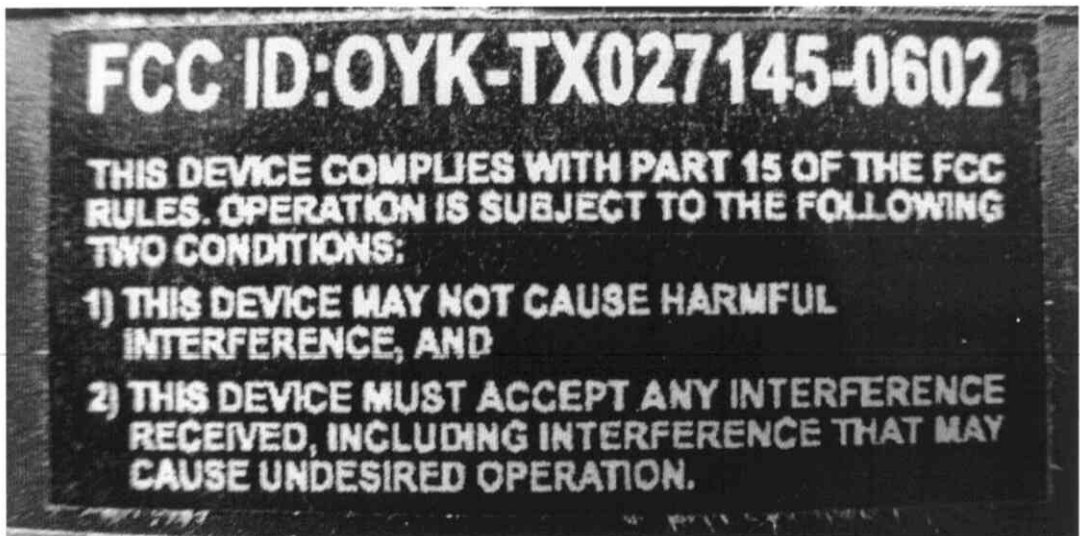 FCC ID:OYK-TX027145-0602
THIS DEVICE COMPLIES WITH PART 15 OF THE FCC
RULES. OPERATION IS SUBJECT TO THE FOLLOWING
TWO CONDITIONS:
1) THIS DEVICE MAY NOT CAUSE HARMFUL
INTERFERENCE, AND
2) THIS DEVICE MUST ACCEPT ANY INTERFERENCE
RECEIVED, INCLUDING INTERFERENCE THAT MAY
CAUSE UNDESIRED OPERATION.